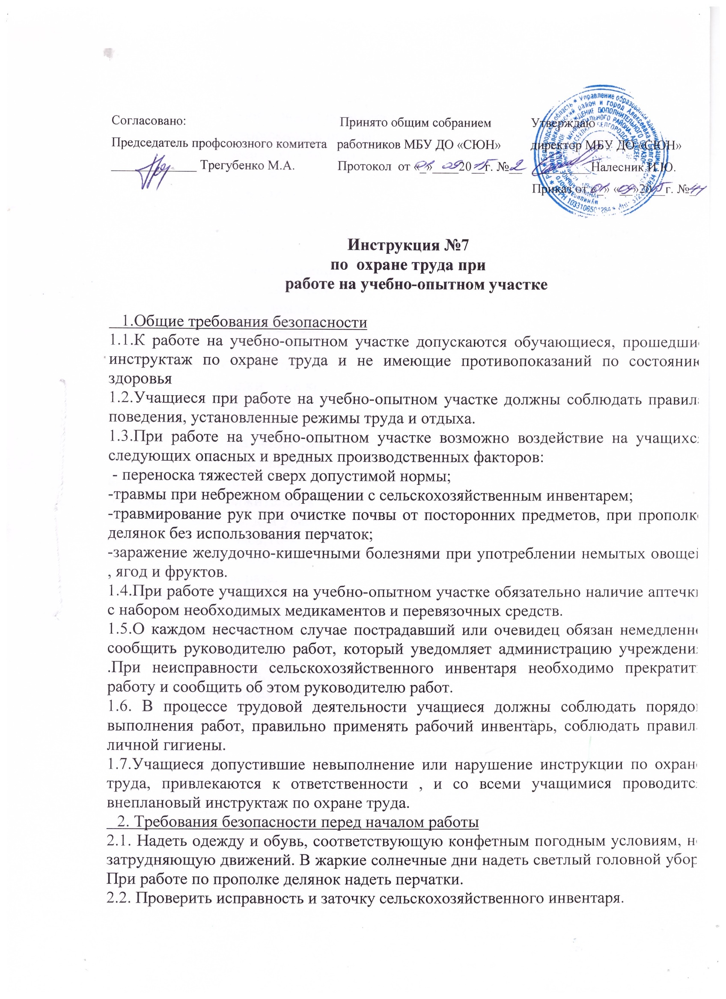 Согласовано:
Председатель профсоюзного комитета
____________ Трегубенко М.А.
Принято общим собранием
работников МБУ ДО «СЮН»
Протокол от «01» 09 2015г. №2
Утверждаю
директор МБУ ДО «СЮН»
Налесник И.Ю.
Приказ от «01» «09»2015г. №41
Инструкция №7
по охране труда при
работе на учебно-опытном участке
1.Общие требования безопасности
1.1.К работе на учебно-опытном участке допускаются обучающиеся, прошедши
инструктаж по охране труда и не имеющие противопоказаний по состояни
здоровья
1.2.Учащиеся при работе на учебно-опытном участке должны соблюдать правил
поведения, установленные режимы труда и отдыха.
1.3.При работе на учебно-опытном участке возможно воздействие на учащихс
следующих опасных и вредных производственных факторов:
- переноска тяжестей сверх допустимой нормы;
-травмы при небрежном обращении с сельскохозяйственным инвентарем;
-травмирование рук при очистке почвы от посторонних предметов, при прополк
делянок без использования перчаток;
-заражение желудочно-кишечными болезнями при употреблении немытых овоще
, ягод и фруктов.
1.4.При работе учащихся на учебно-опытном участке обязательно наличие аптечк
с набором необходимых медикаментов и перевязочных средств.
1.5.О каждом несчастном случае пострадавший или очевидец обязан немедленн
сообщить руководителю работ, который уведомляет администрацию учреждени
.При неисправности сельскохозяйственного инвентаря необходимо прекратит
работу и сообщить об этом руководителю работ.
1.6. В процессе трудовой деятельности учащиеся должны соблюдать порядо
выполнения работ, правильно применять рабочий инвентарь, соблюдать правил
личной гигиены.
1.7.Учащиеся допустившие невыполнение или нарушение инструкции по охран
труда, привлекаются к ответственности , и со всеми учащимися проводитс
внеплановый инструктаж по охране труда.
2. Требования безопасности перед началом работы
2.1. Надеть одежду и обувь, соответствующую конфетным погодным условиям, н
затрудняющую движений. В жаркие солнечные дни надеть светлый головной убор
При работе по прополке делянок надеть перчатки.
2.2. Проверить исправность и заточку сельскохозяйственного инвентаря.